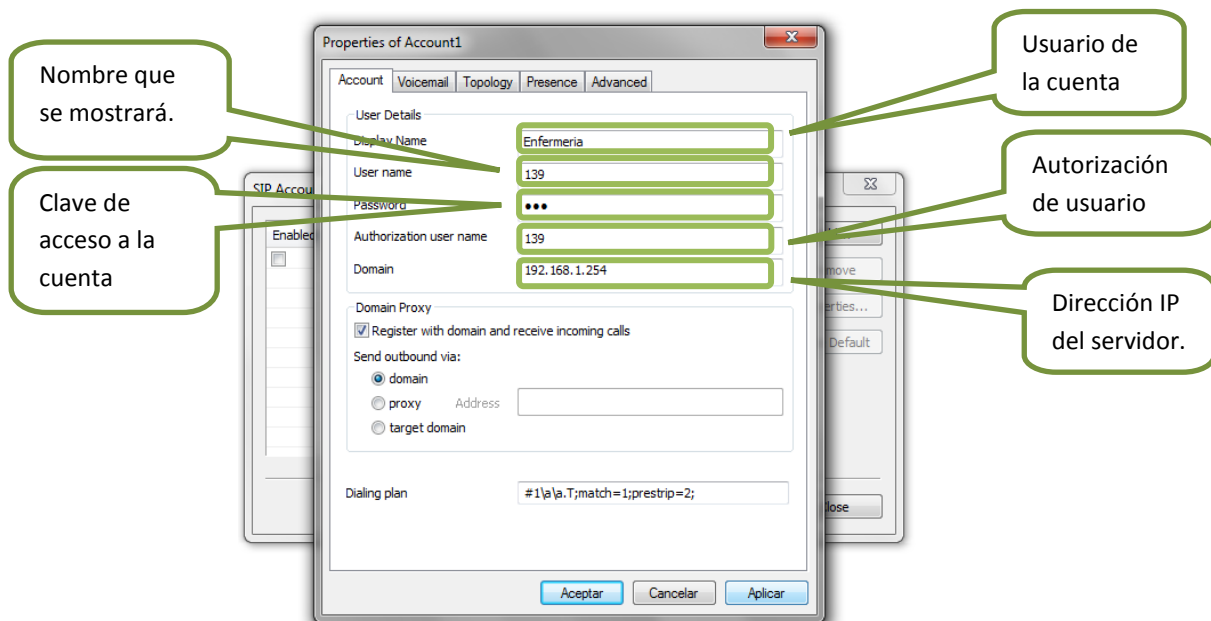 Properties of Account1
X
Nombre que
se mostrará.
Clave de
acceso a la
cuenta
Usuario de
la cuenta
Autorización
de usuario
Dirección IP
del servidor.
Account Voicemail Topology Presence Advanced
User Details
Display Name Enfermeria
User name 139
Password •••
Authorization user name 139
Domain 192.168.1.254
Domain Proxy
Register with domain and receive incoming calls
Send outbound via:
domain
proxy Address
target domain
Dialing plan #1\a\a.T;match=1;prestrip=2;
Aceptar Cancelar Aplicar
SIP
Enabled
Default